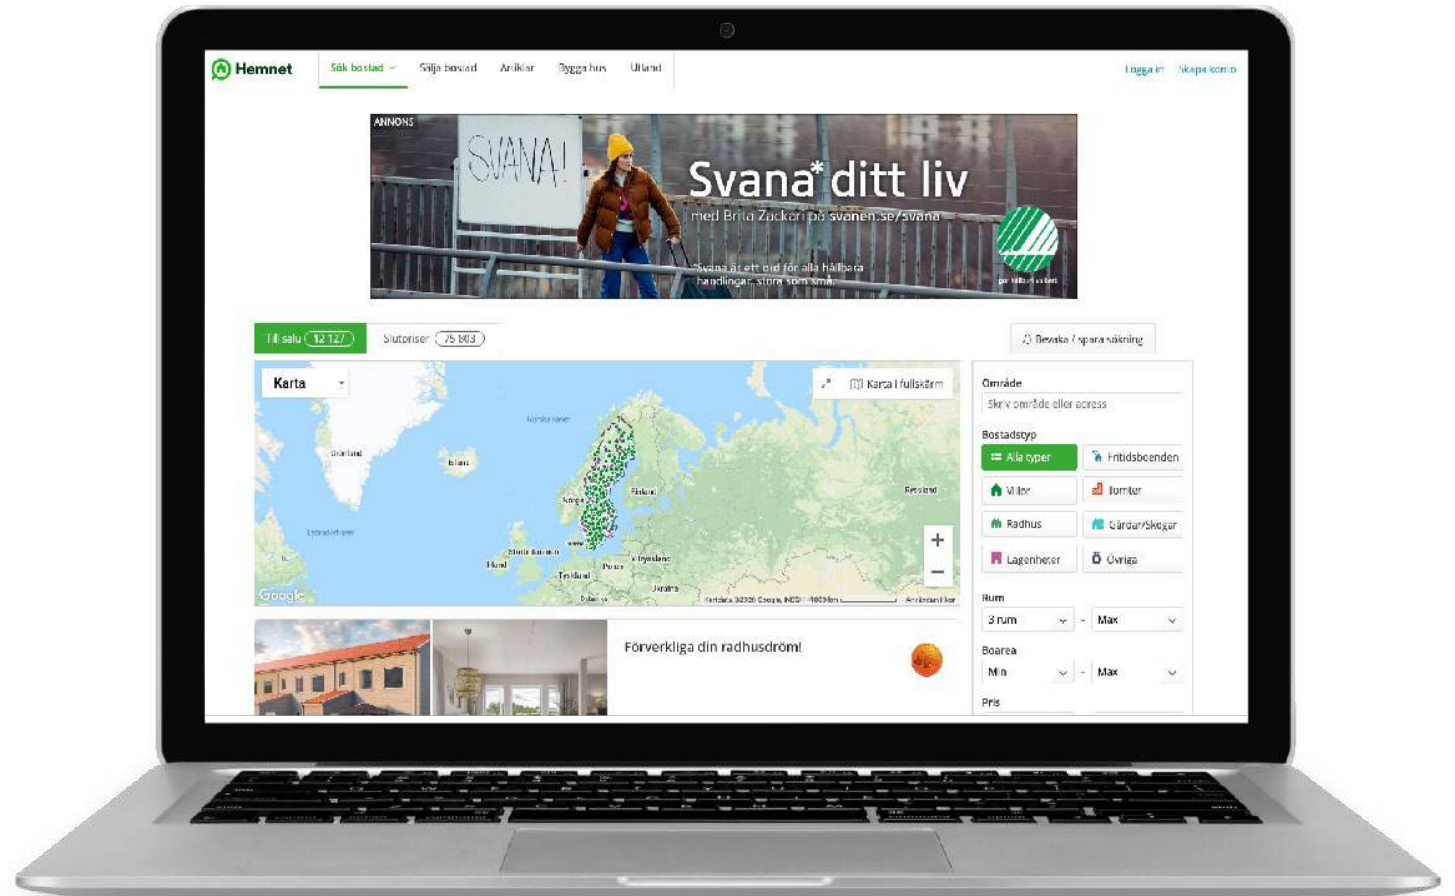 Hemnet
Sök bostad
Sälja bostad
Artiklar
Bygga hus
Utland
Logga in
Skapa konto
ANNONS
SVANA!
Svana* ditt liv
med Brita Zackari på svanen.se/svana
*Svana är ett ord för alla hållbara
handlingar, stora som små.
Till salu 12 127
Slutpriser 75 803
Bevaka / spara sökning
Karta
Karta i fullskärm
Norska havet
Grönland
Island
Norge
Finland
Ryssland
Labradorhavet
Storbritannien
Irland
Vitryssland
Tyskland
Polen
Ukraina
Google
Område
Skriv område eller adress
Bostadstyp
Alla typer
Fritidsboenden
Villor
Tomter
Radhus
Gårdar/Skogar
Lägenheter
Övriga
Rum
3 rum - Max
Boarea
Min - Max
Pris
Förverkliga din radhusdröm!